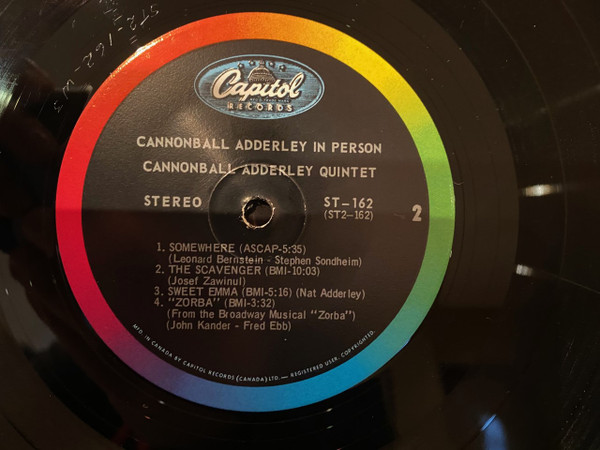 ST2-162 W3
Capitol
RECORDS
CANNONBALL ADDERLEY IN PERSON
CANNONBALL ADDERLEY QUINTET
STEREO
ST-162
(ST2-162)
2
1. SOMEWHERE (ASCAP-5:35)
(Leonard Bernstein - Stephen Sondheim)
2. THE SCAVENGER (BMI-10:03)
(Josef Zawinul)
3. SWEET EMMA (BMI-5:16) (Nat Adderley)
4. "ZORBA" (BMI-3:32)
(From the Broadway Musical "Zorba")
(John Kander - Fred Ebb)
MFD. IN CANADA BY CAPITOL RECORDS (CANADA) LTD. — REGISTERED USER. COPYRIGHTED.